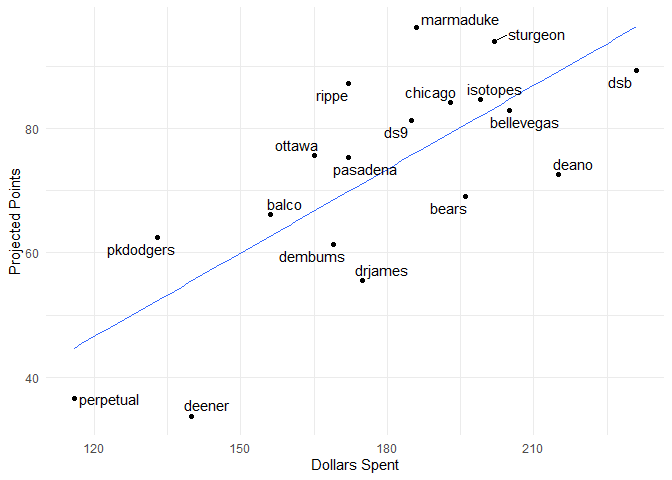 marmaduke
sturgeon
rippe
chicago
isotopes
dsb
80
ds9
bellevegas
ottawa
pasadena
deano
balco
bears
Projected Points
pkdodgers
60
dembums
drjames
40
perpetual
deener
120
150
180
210
Dollars Spent